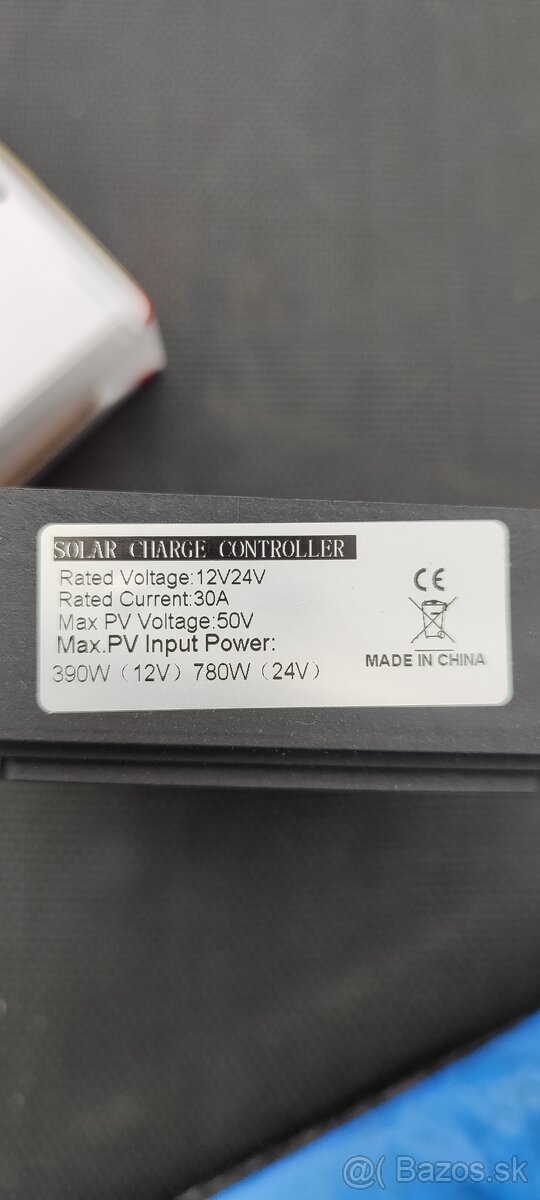 SOLAR CHARGE CONTROLLER
Rated Voltage:12V24V
Rated Current:30A
Max PV Voltage:50V
Max.PV Input Power:
390W（12V）780W（24V）
CE
MADE IN CHINA
@( Bazos.sk